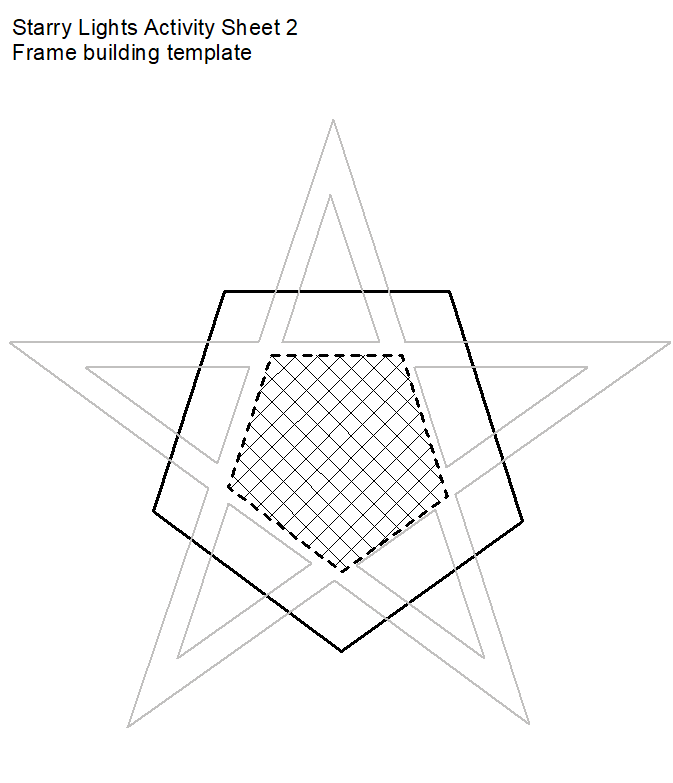 Starry Lights Activity Sheet 2
Frame building template